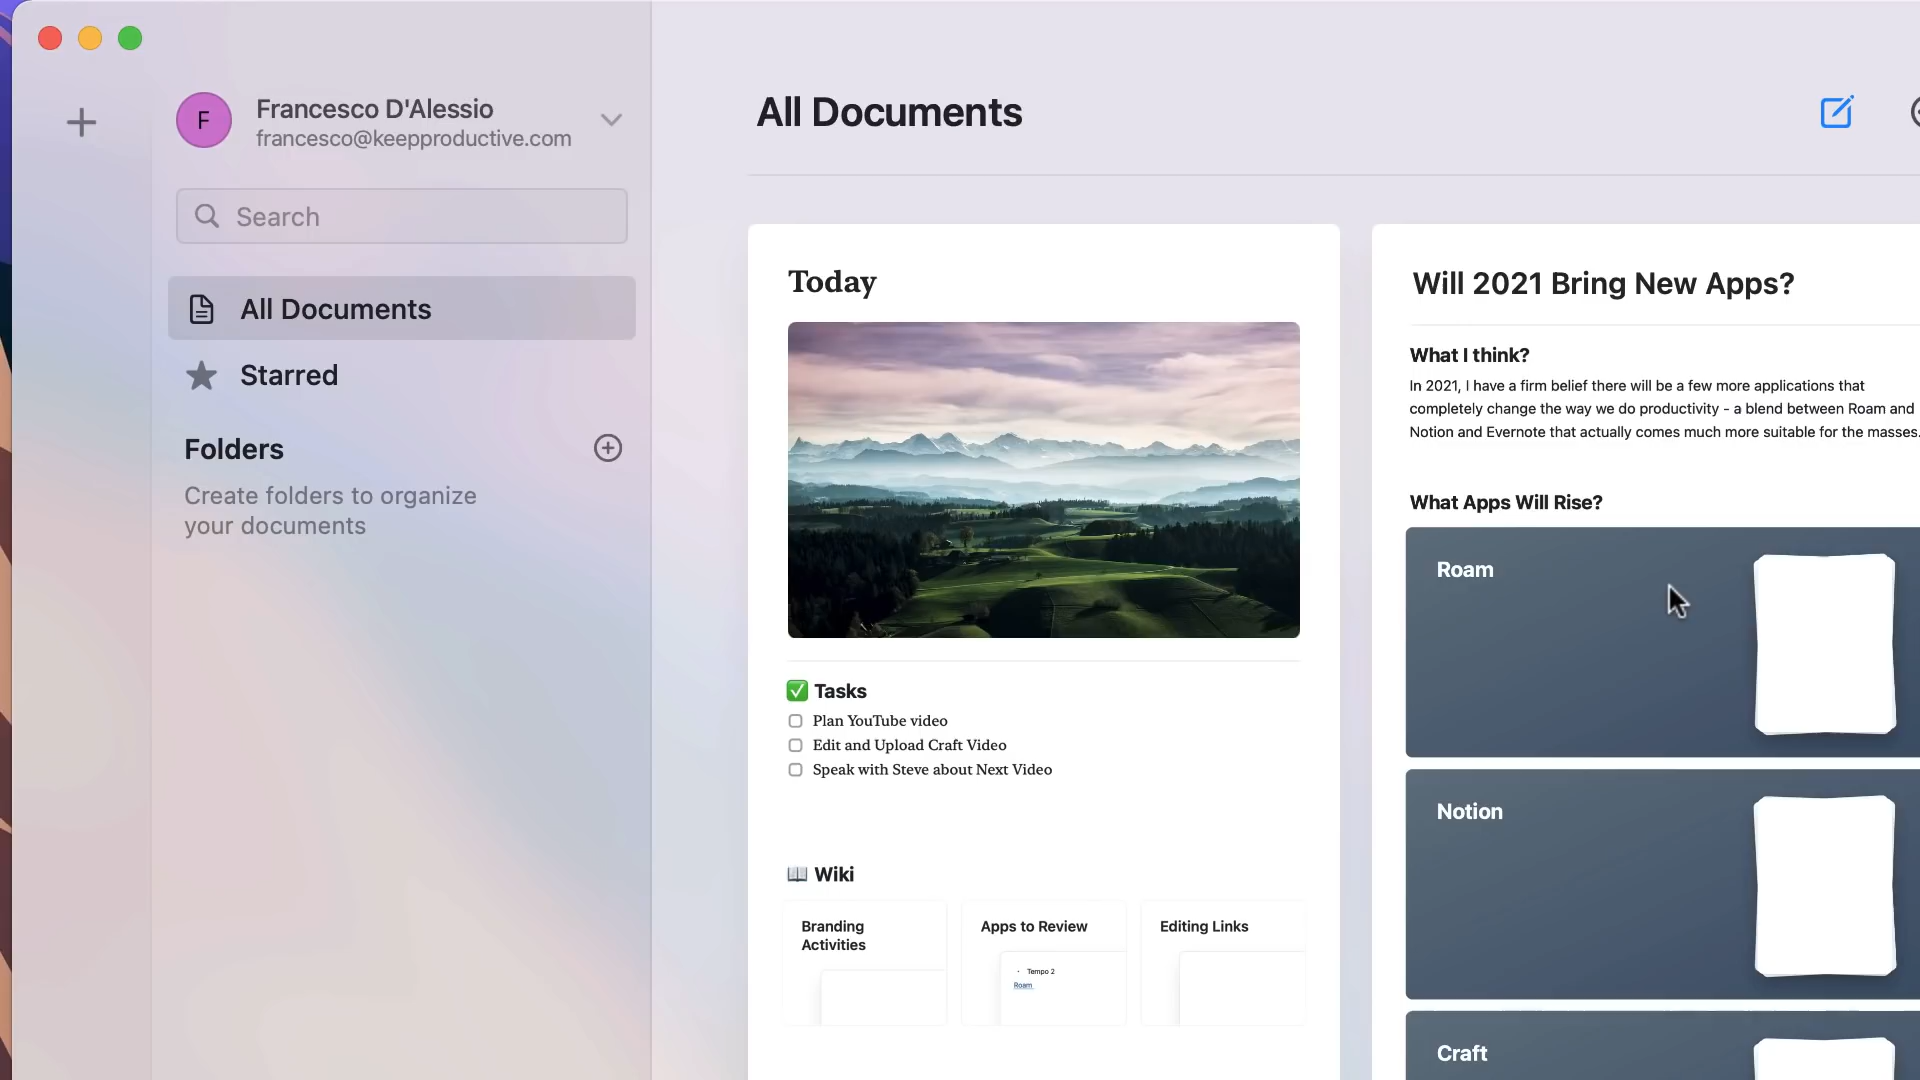 F
Francesco D'Alessio
francesco@keepproductive.com
Search
All Documents
Starred
Folders
Create folders to organize
your documents
All Documents
Today
Tasks
Plan YouTube video
Edit and Upload Craft Video
Speak with Steve about Next Video
Wiki
Branding
Activities
Apps to Review
Tempo 2
Roam
Editing Links
Will 2021 Bring New Apps?
What I think?
In 2021, I have a firm belief there will be a few more applications that
completely change the way we do productivity - a blend between Roam and
Notion and Evernote that actually comes much more suitable for the masses.
What Apps Will Rise?
Roam
Notion
Craft